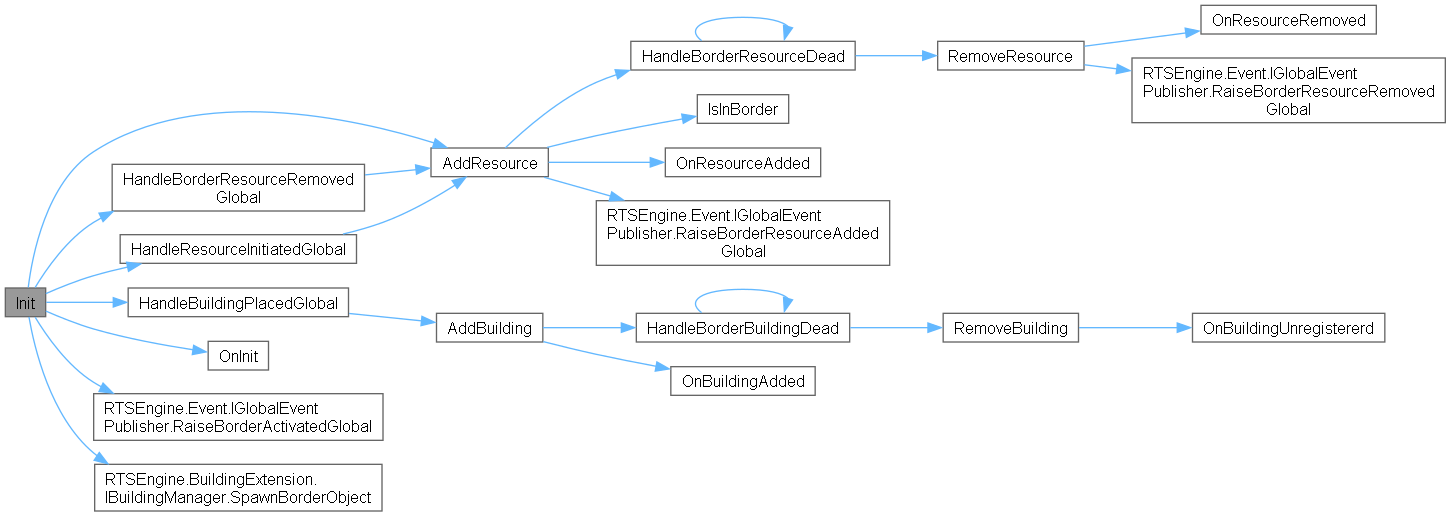 Init
HandleBorderResourceRemoved
Global
HandleResourceInitiatedGlobal
HandleBuildingPlacedGlobal
OnInit
RTSEngine.Event.IGlobalEvent
Publisher.RaiseBorderActivatedGlobal
RTSEngine.BuildingExtension.
IBuildingManager.SpawnBorderObject
AddResource
AddBuilding
HandleBorderResourceDead
IsInBorder
OnResourceAdded
RTSEngine.Event.IGlobalEvent
Publisher.RaiseBorderResourceAdded
Global
HandleBorderBuildingDead
OnBuildingAdded
RemoveResource
RemoveBuilding
OnResourceRemoved
RTSEngine.Event.IGlobalEvent
Publisher.RaiseBorderResourceRemoved
Global
OnBuildingUnregistererd